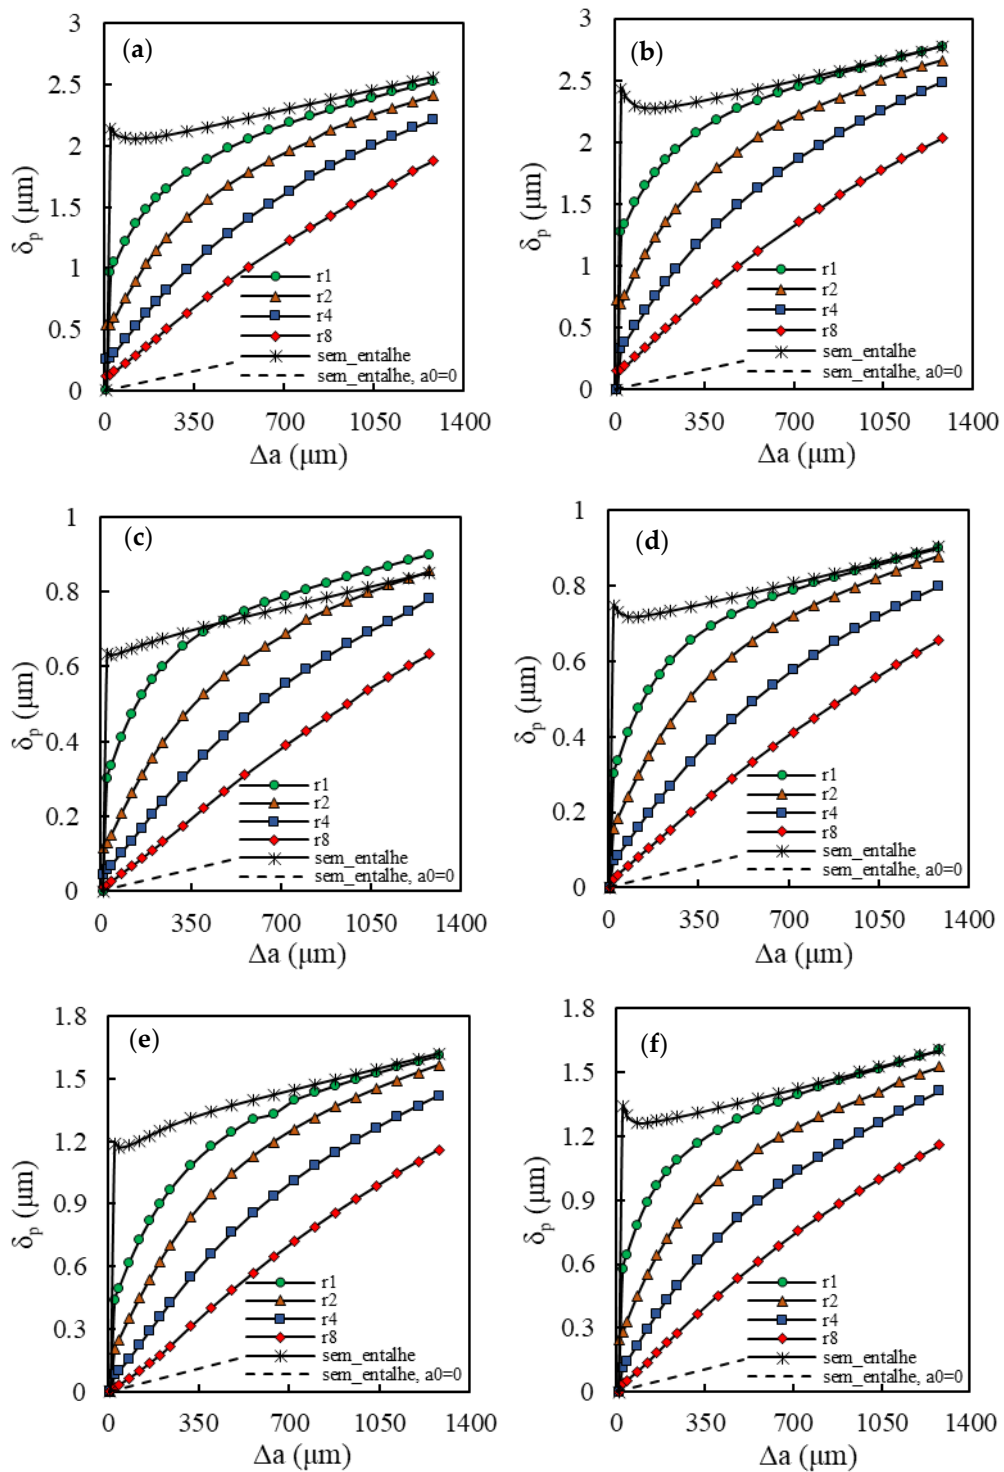 (a)
3
2.5
2
1.5
1
0.5
0
δp (μm)
r1
r2
r4
r8
sem_entalhe
sem_entalhe, a0=0
0 350 700 1050 1400
Δa (μm)
(b)
3
2.5
2
1.5
1
0.5
0
δp (μm)
r1
r2
r4
r8
sem_entalhe
sem_entalhe, a0=0
0 350 700 1050 1400
Δa (μm)
(c)
1
0.8
0.6
0.4
0.2
0
δp (μm)
r1
r2
r4
r8
sem_entalhe
sem_entalhe, a0=0
0 350 700 1050 1400
Δa (μm)
(d)
1
0.8
0.6
0.4
0.2
0
δp (μm)
r1
r2
r4
r8
sem_entalhe
sem_entalhe, a0=0
0 350 700 1050 1400
Δa (μm)
(e)
1.8
1.5
1.2
0.9
0.6
0.3
0
δp (μm)
r1
r2
r4
r8
sem_entalhe
sem_entalhe, a0=0
0 350 700 1050 1400
Δa (μm)
(f)
1.8
1.5
1.2
0.9
0.6
0.3
0
δp (μm)
r1
r2
r4
r8
sem_entalhe
sem_entalhe, a0=0
0 350 700 1050 1400
Δa (μm)